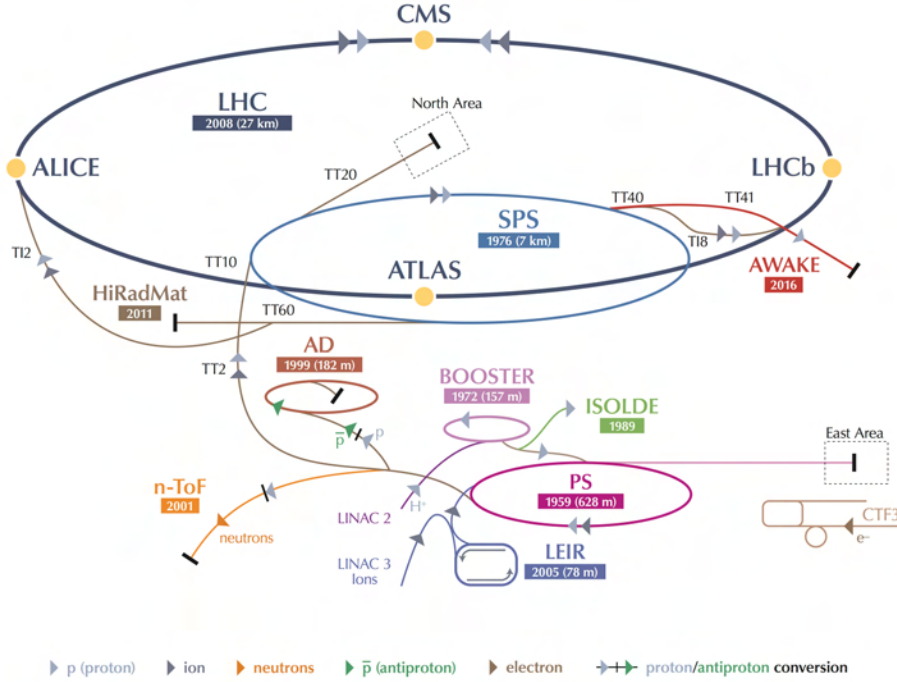 CMS
LHC
2008 (27 km)
North Area
ALICE
LHCb
TT20
TT40
TT41
SPS
1976 (7 km)
TI2
TI8
TT10
ATLAS
AWAKE
2016
HiRadMat
2011
TT60
AD
1999 (182 m)
TT2
BOOSTER
1972 (157 m)
ISOLDE
1989
p
p̅
East Area
n-ToF
2001
PS
1959 (628 m)
LINAC 2
H⁺
neutrons
CTF3
e–
LINAC 3
Ions
LEIR
2005 (78 m)
p (proton)
ion
neutrons
p̅ (antiproton)
electron
proton/antiproton conversion